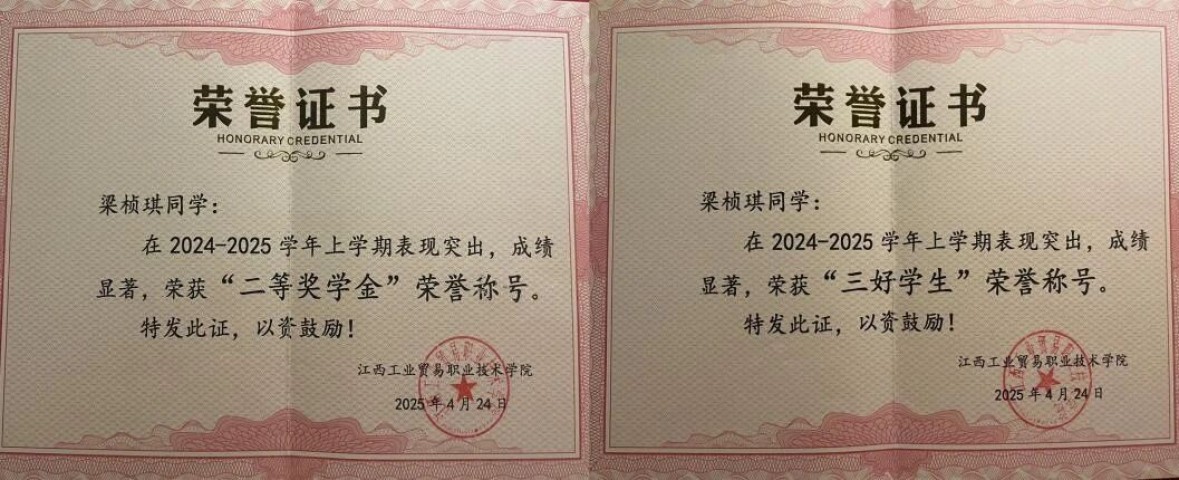 荣誉证书
HONORARY CREDENTIAL
梁桢琪同学：
在 2024-2025 学年上学期表现突出，成绩
显著，荣获“二等奖学金”荣誉称号。
特发此证，以资鼓励！
江西工业贸易职业技术学院
2025 年 4 月 24 日
荣誉证书
HONORARY CREDENTIAL
梁桢琪同学：
在 2024-2025 学年上学期表现突出，成绩
显著，荣获“三好学生”荣誉称号。
特发此证，以资鼓励！
江西工业贸易职业技术学院
2025 年 4 月 24 日